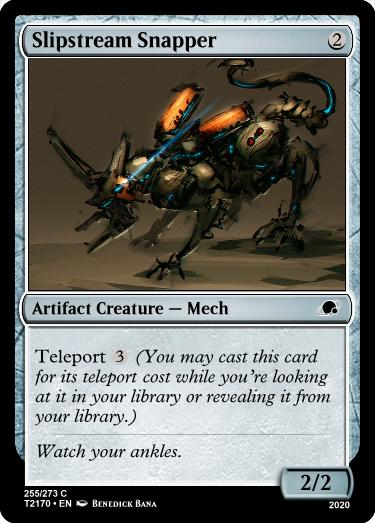 Slipstream Snapper 2
Artifact Creature — Mech
Teleport 3 (You may cast this card
for its teleport cost while you're looking
at it in your library or revealing it from
your library.)
Watch your ankles.
2/2
255/273 C
T2170 • EN Benedick Bana
2020